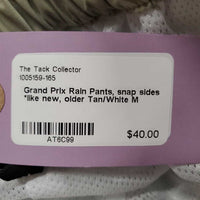 The Tack Collector
1005159-165
Grand Prix Rain Pants, snap sides
*like new, older Tan/White M
$40.00
AT6C99